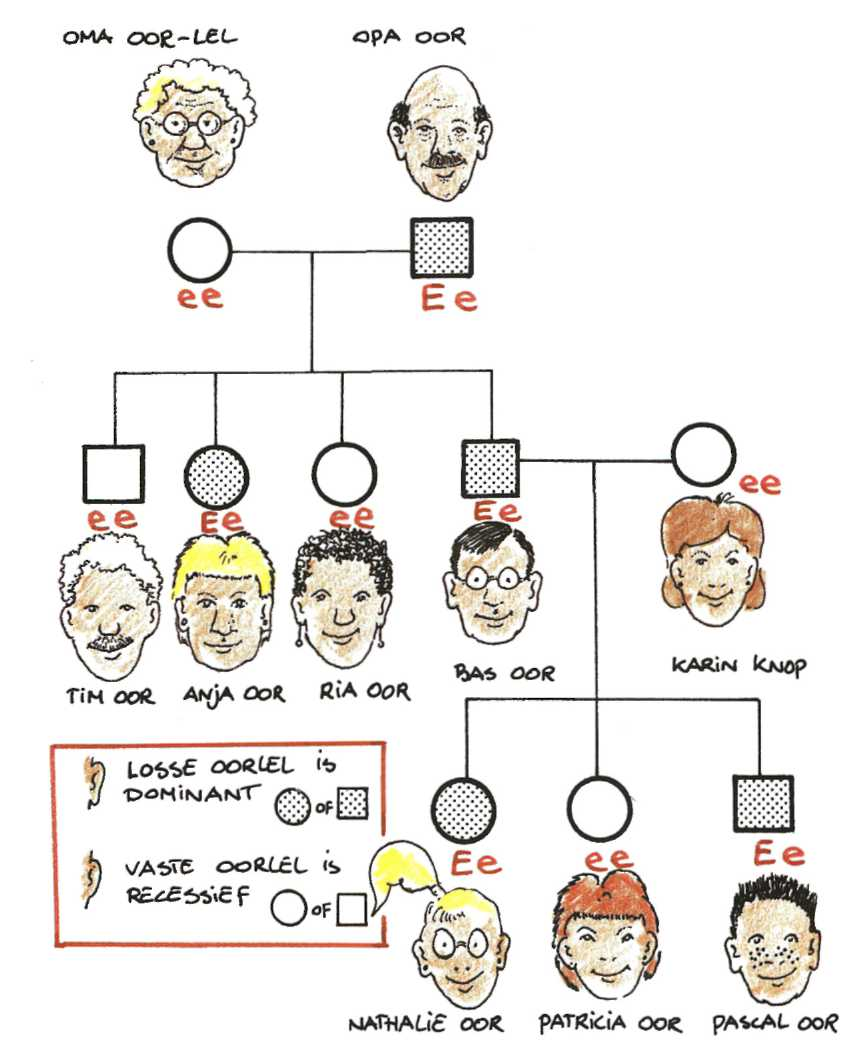 OMA OOR-LEL
OPA OOR
ee
Ee
ee
Ee
ee
Ee
ee
TIM OOR
ANJA OOR
RIA OOR
BAS OOR
KARIN KNOP
LOSSE OORLEL is
DOMINANT
OF
VASTE OORLEL is
RECESSIEF
OF
Ee
ee
Ee
NATHALIE OOR
PATRICIA OOR
PASCAL OOR